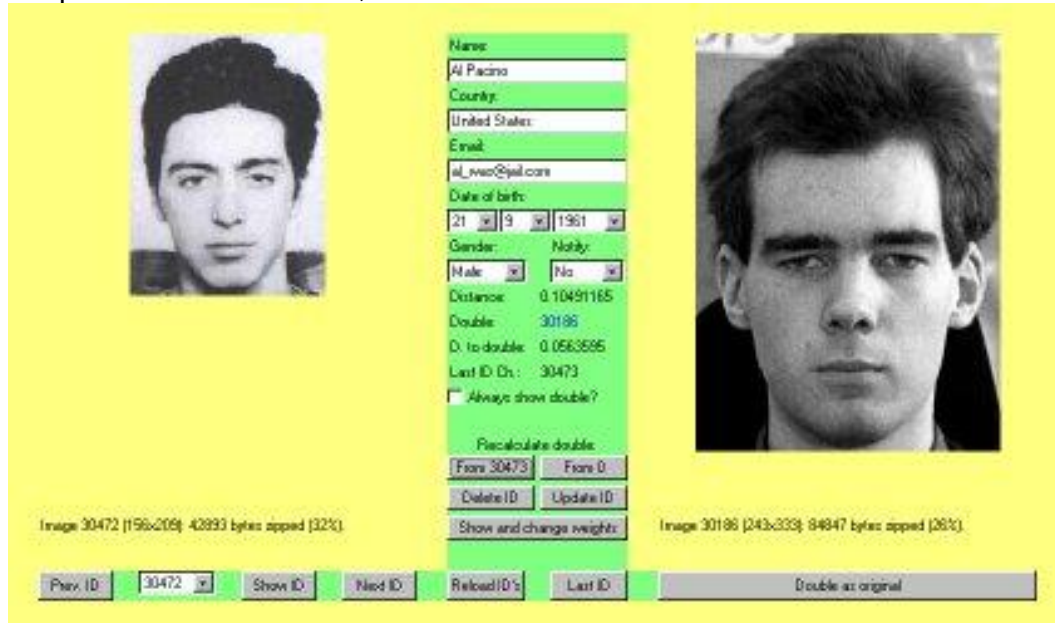 Name:
Al Pacino
Country:
United States
Email:
Date of birth:
21 9 1961
Gender: Notify:
Male No
Distance: 0.10491165
Double: 30186
D. to double: 0.0563595
Last ID Ch.: 30473
Always show double?
Recalculate double:
From 30473 From 0
Delete ID Update ID
Image 30472 (156x209): 42893 bytes zipped (32%).
Show and change weights
Image 30186 (243x333): 84847 bytes zipped (26%).
Prev. ID 30472 Show ID Next ID Reload ID's Last ID Double as original